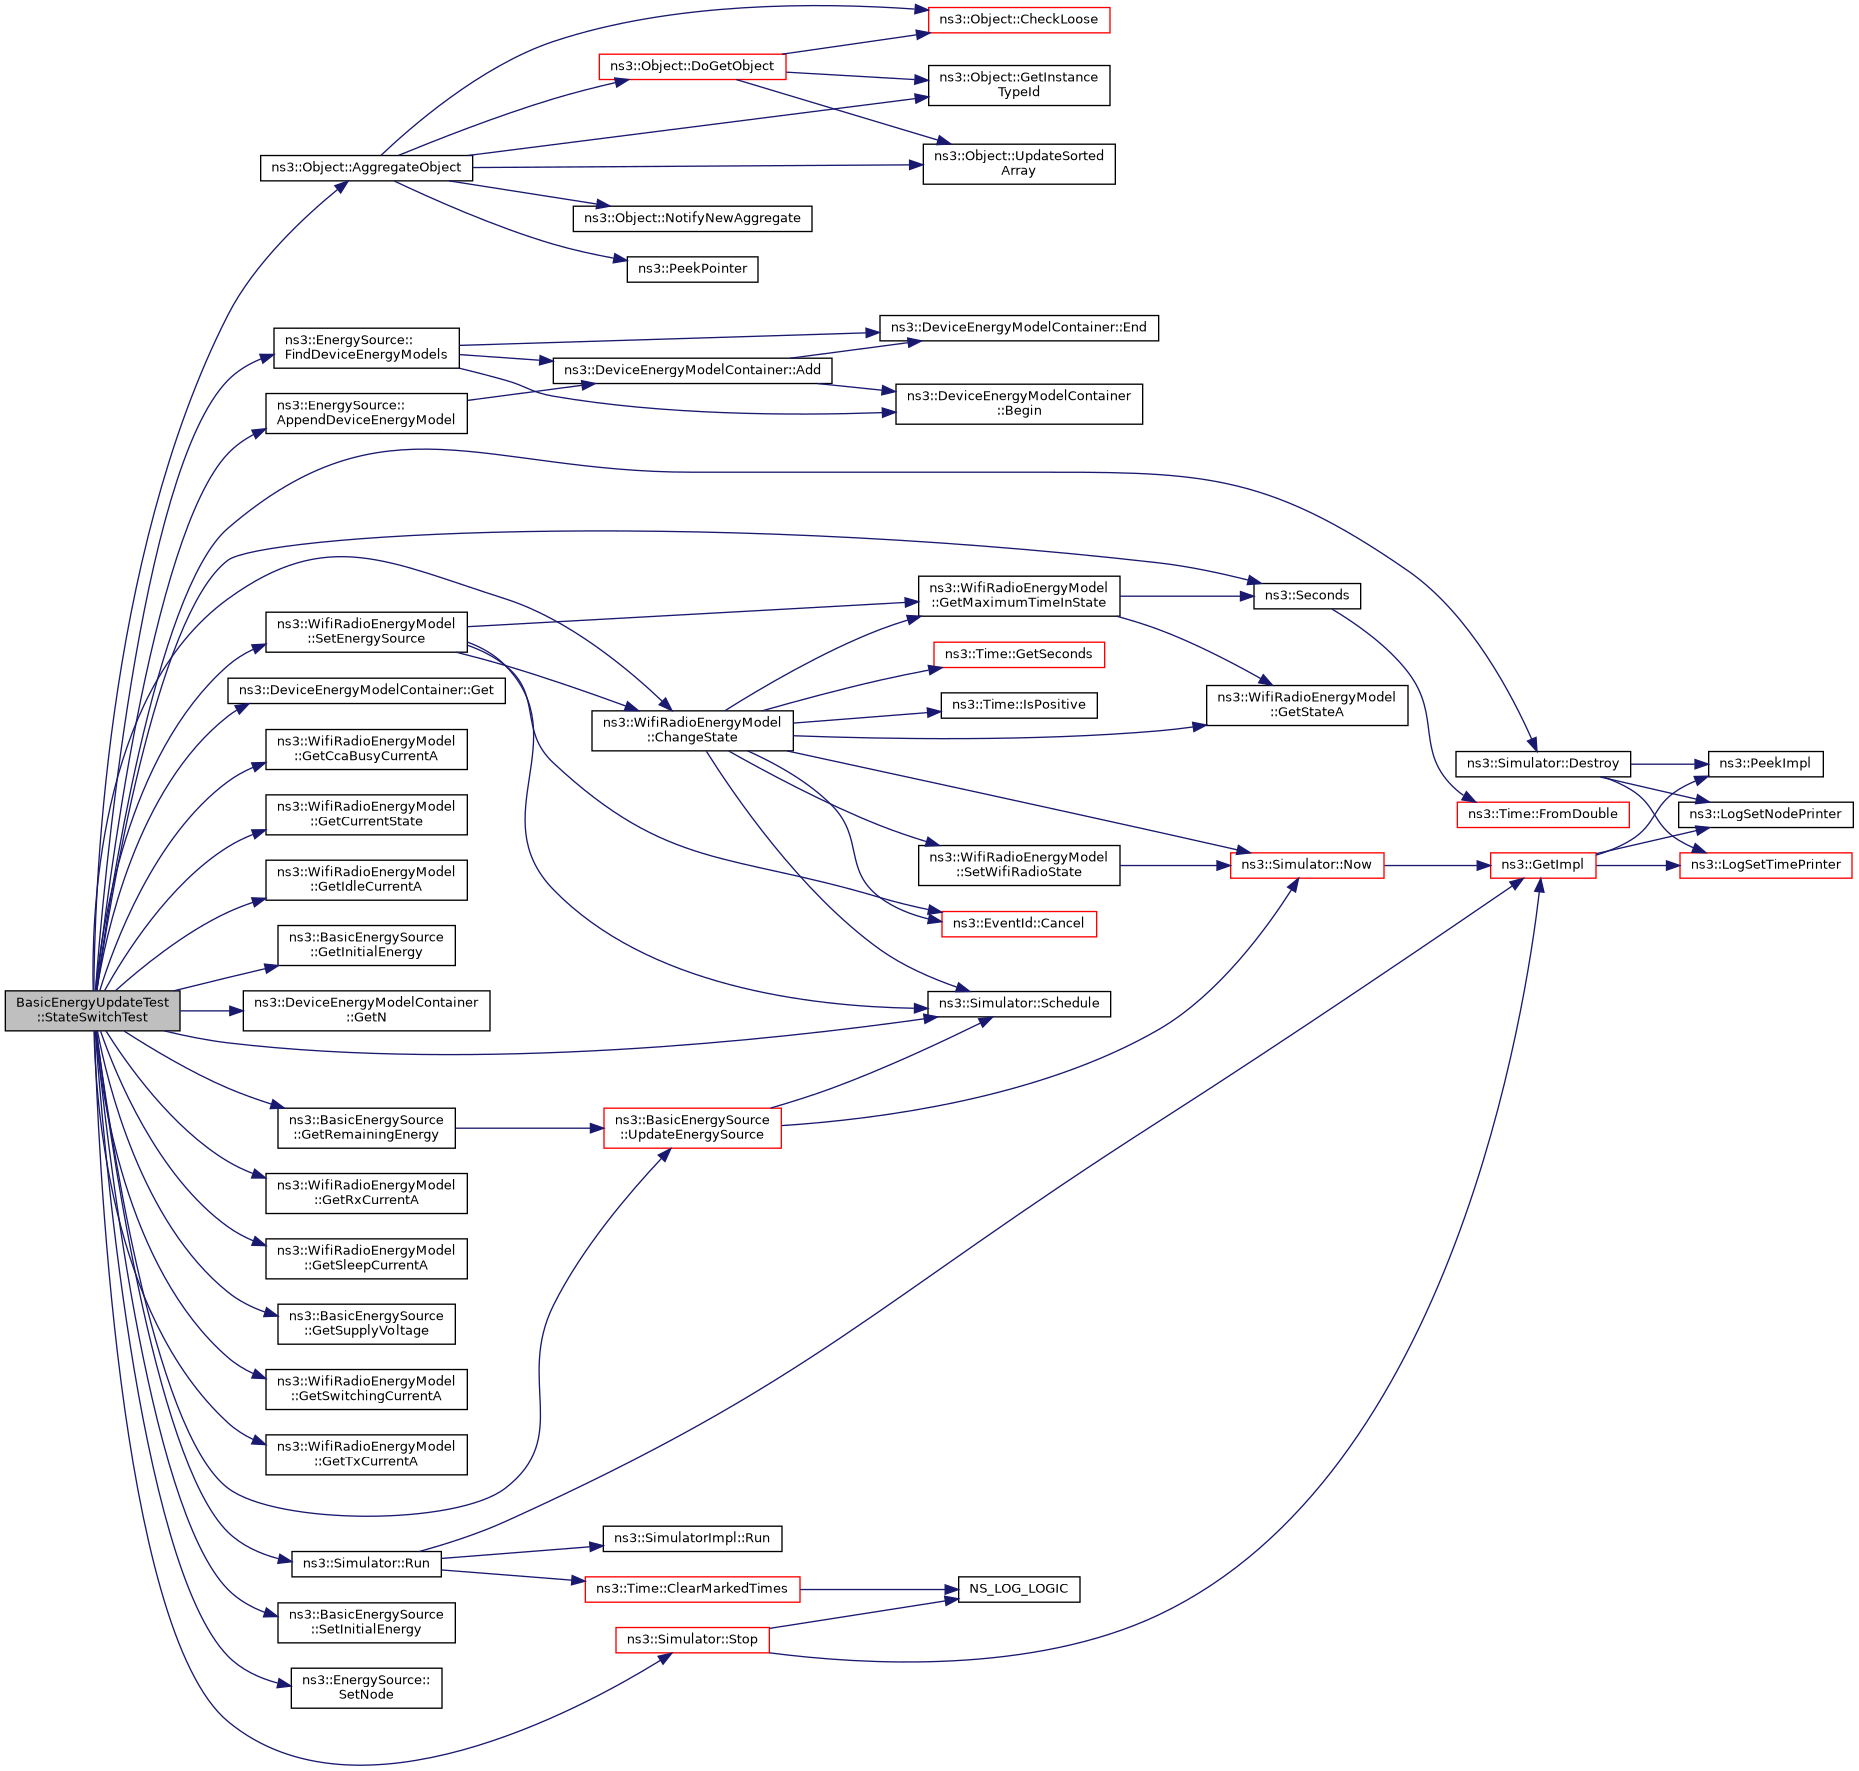 ns3::Object::CheckLoose
ns3::Object::DoGetObject
ns3::Object::GetInstance
TypeId
ns3::Object::UpdateSorted
Array
ns3::Object::AggregateObject
ns3::Object::NotifyNewAggregate
ns3::PeekPointer
ns3::EnergySource::
FindDeviceEnergyModels
ns3::DeviceEnergyModelContainer::End
ns3::DeviceEnergyModelContainer::Add
ns3::DeviceEnergyModelContainer
::Begin
ns3::EnergySource::
AppendDeviceEnergyModel
ns3::WifiRadioEnergyModel
::GetMaximumTimeInState
ns3::Seconds
ns3::WifiRadioEnergyModel
::SetEnergySource
ns3::Time::GetSeconds
ns3::DeviceEnergyModelContainer::Get
ns3::Time::IsPositive
ns3::WifiRadioEnergyModel
::GetStateA
ns3::WifiRadioEnergyModel
::ChangeState
ns3::WifiRadioEnergyModel
::GetCcaBusyCurrentA
ns3::Simulator::Destroy
ns3::PeekImpl
ns3::WifiRadioEnergyModel
::GetCurrentState
ns3::Time::FromDouble
ns3::LogSetNodePrinter
ns3::WifiRadioEnergyModel
::GetIdleCurrentA
ns3::WifiRadioEnergyModel
::SetWifiRadioState
ns3::Simulator::Now
ns3::GetImpl
ns3::LogSetTimePrinter
ns3::EventId::Cancel
ns3::BasicEnergySource
::GetInitialEnergy
BasicEnergyUpdateTest
::StateSwitchTest
ns3::DeviceEnergyModelContainer
::GetN
ns3::Simulator::Schedule
ns3::BasicEnergySource
::GetRemainingEnergy
ns3::BasicEnergySource
::UpdateEnergySource
ns3::WifiRadioEnergyModel
::GetRxCurrentA
ns3::WifiRadioEnergyModel
::GetSleepCurrentA
ns3::BasicEnergySource
::GetSupplyVoltage
ns3::WifiRadioEnergyModel
::GetSwitchingCurrentA
ns3::WifiRadioEnergyModel
::GetTxCurrentA
ns3::SimulatorImpl::Run
ns3::Simulator::Run
ns3::Time::ClearMarkedTimes
NS_LOG_LOGIC
ns3::BasicEnergySource
::SetInitialEnergy
ns3::Simulator::Stop
ns3::EnergySource::
SetNode